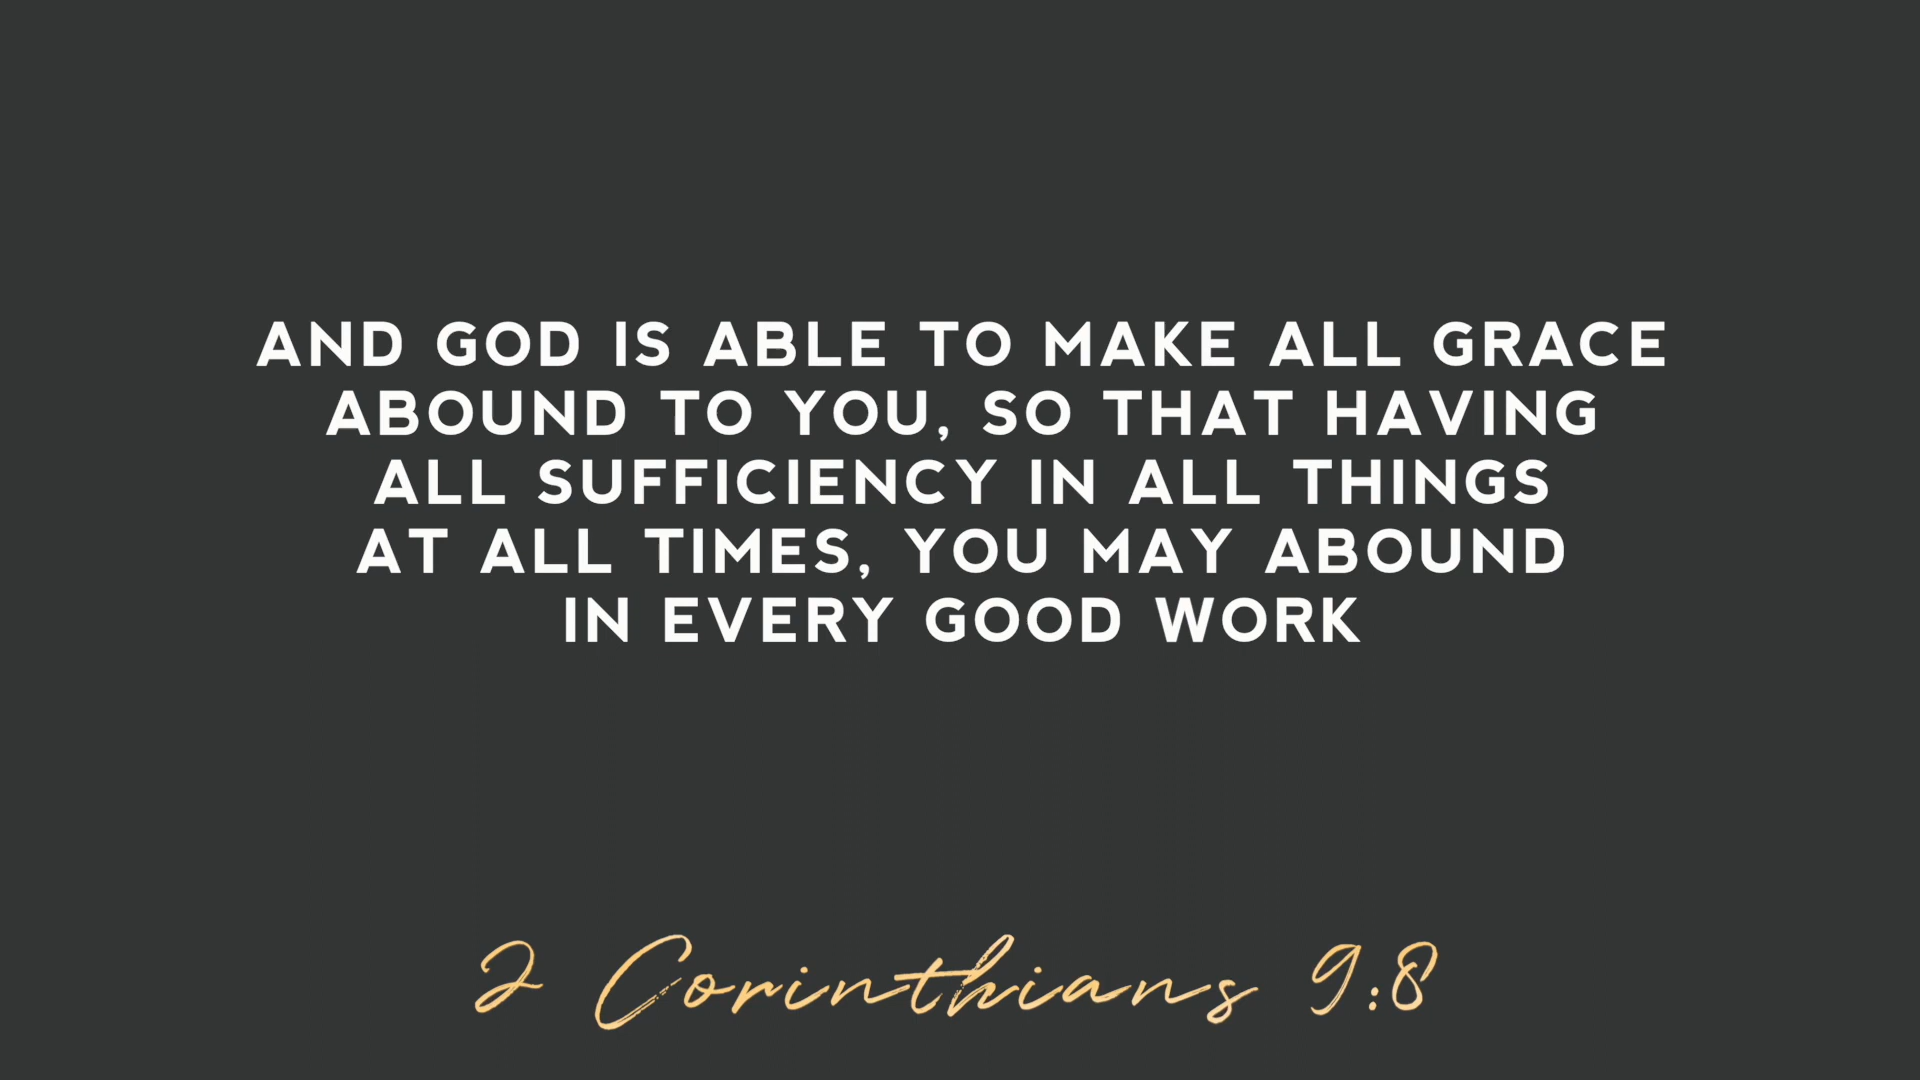 AND GOD IS ABLE TO MAKE ALL GRACE
ABOUND TO YOU, SO THAT HAVING
ALL SUFFICIENCY IN ALL THINGS
AT ALL TIMES, YOU MAY ABOUND
IN EVERY GOOD WORK
2 Corinthians 9:8